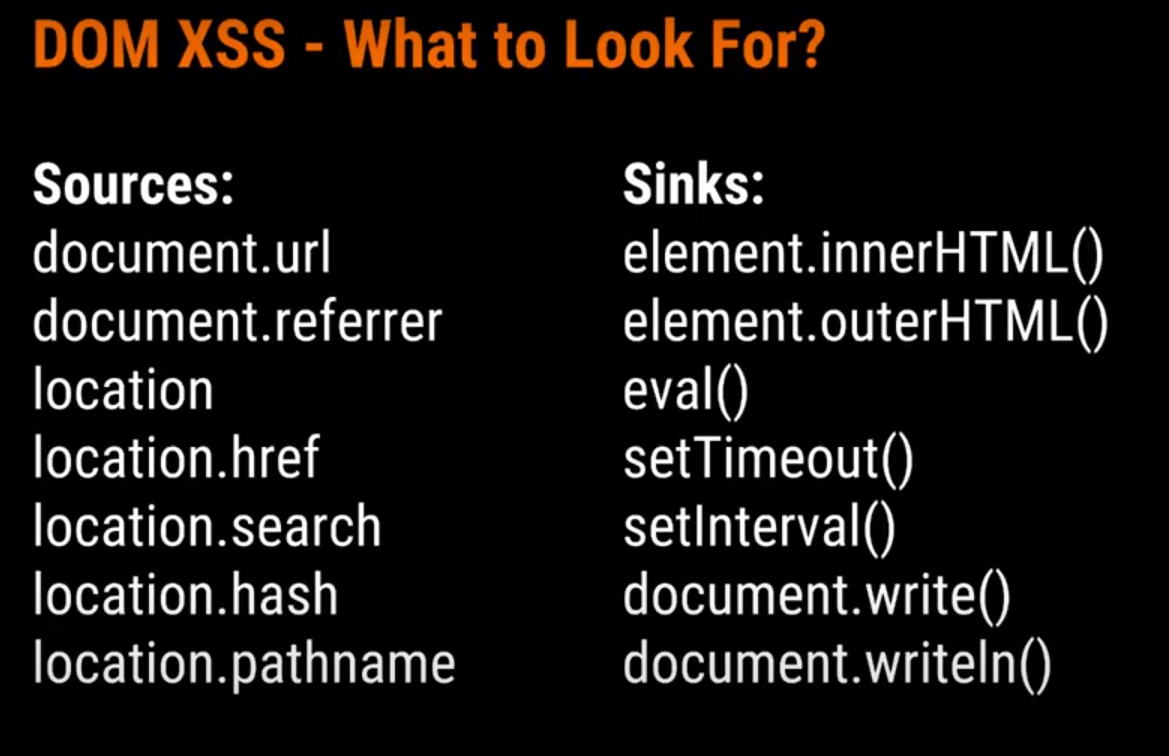 DOM XSS - What to Look For?
Sources:
document.url
document.referrer
location
location.href
location.search
location.hash
location.pathname
Sinks:
element.innerHTML()
element.outerHTML()
eval()
setTimeout()
setInterval()
document.write()
document.writeln()